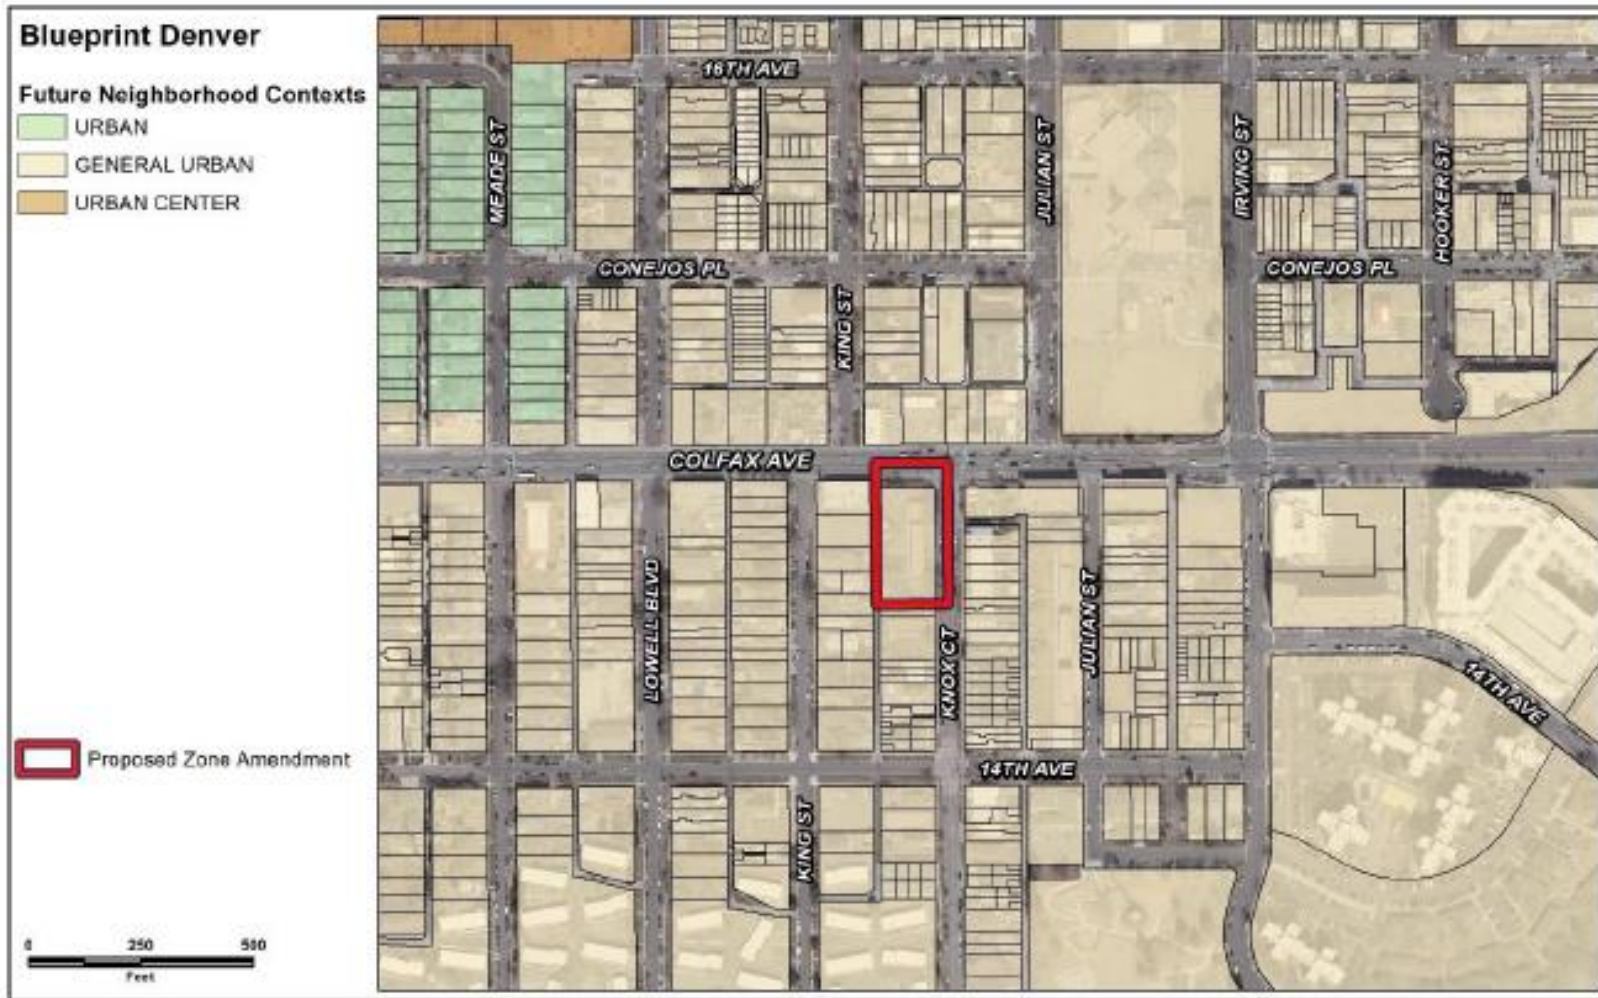 Blueprint Denver
Future Neighborhood Contexts
URBAN
GENERAL URBAN
URBAN CENTER
Proposed Zone Amendment
0 250 500
Feet
16TH AVE
MEADE ST
JULIAN ST
IRVING ST
HOOKER ST
CONEJOS PL
CONEJOS PL
KING ST
COLFAX AVE
LOWELL BLVD
KNOX CT
JULIAN ST
14TH AVE
14TH AVE
KING ST